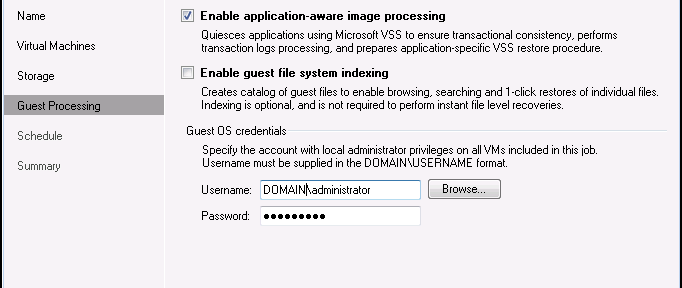 Name
Virtual Machines
Storage
Guest Processing
Schedule
Summary
Enable application-aware image processing
Quiesces applications using Microsoft VSS to ensure transactional consistency, performs
transaction logs processing, and prepares application-specific VSS restore procedure.
Enable guest file system indexing
Creates catalog of guest files to enable browsing, searching and 1-click restores of individual files.
Indexing is optional, and is not required to perform instant file level recoveries.
Guest OS credentials
Specify the account with local administrator privileges on all VMs included in this job.
Username must be supplied in the DOMAIN\USERNAME format.
Username: DOMAIN\administrator Browse...
Password: ●●●●●●●●●